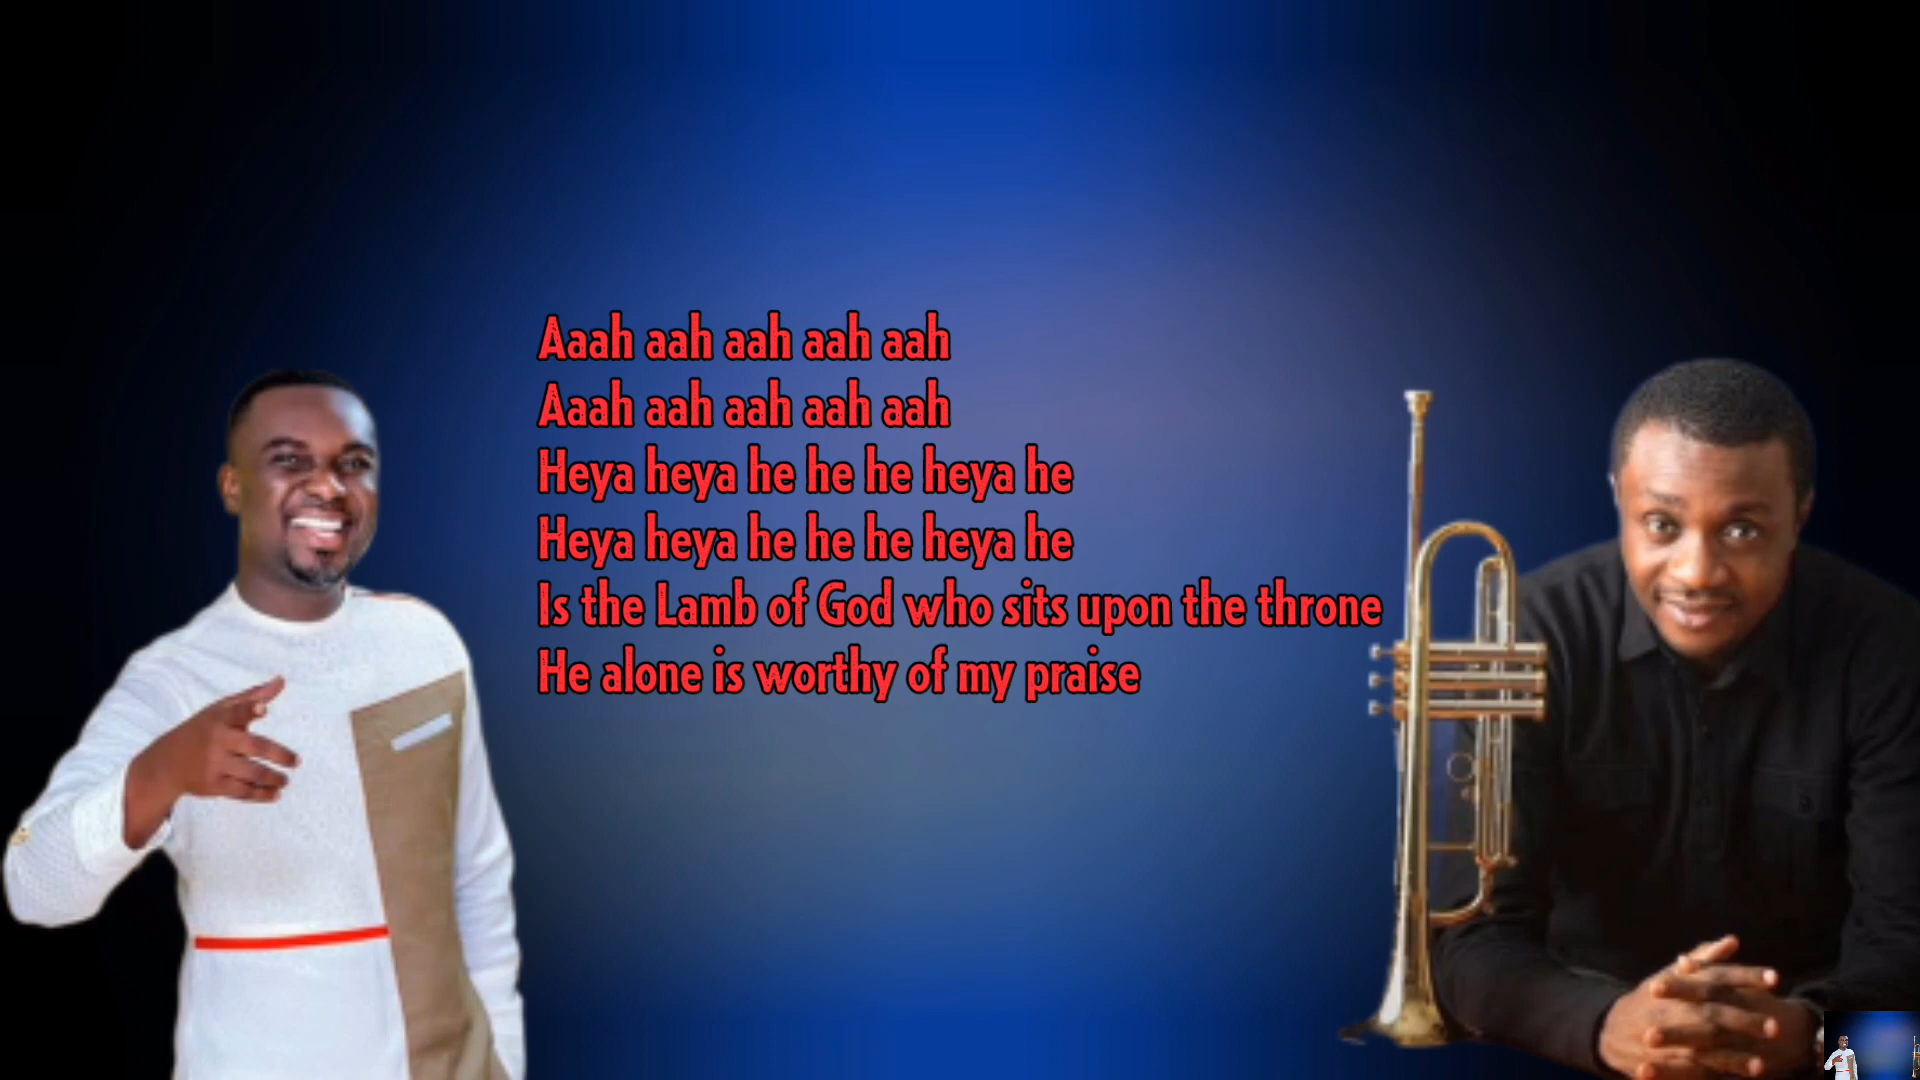 Aaah aah aah aah aah
Aaah aah aah aah aah
Heya heya he he he heya he
Heya heya he he he heya he
Is the Lamb of God who sits upon the throne
He alone is worthy of my praise